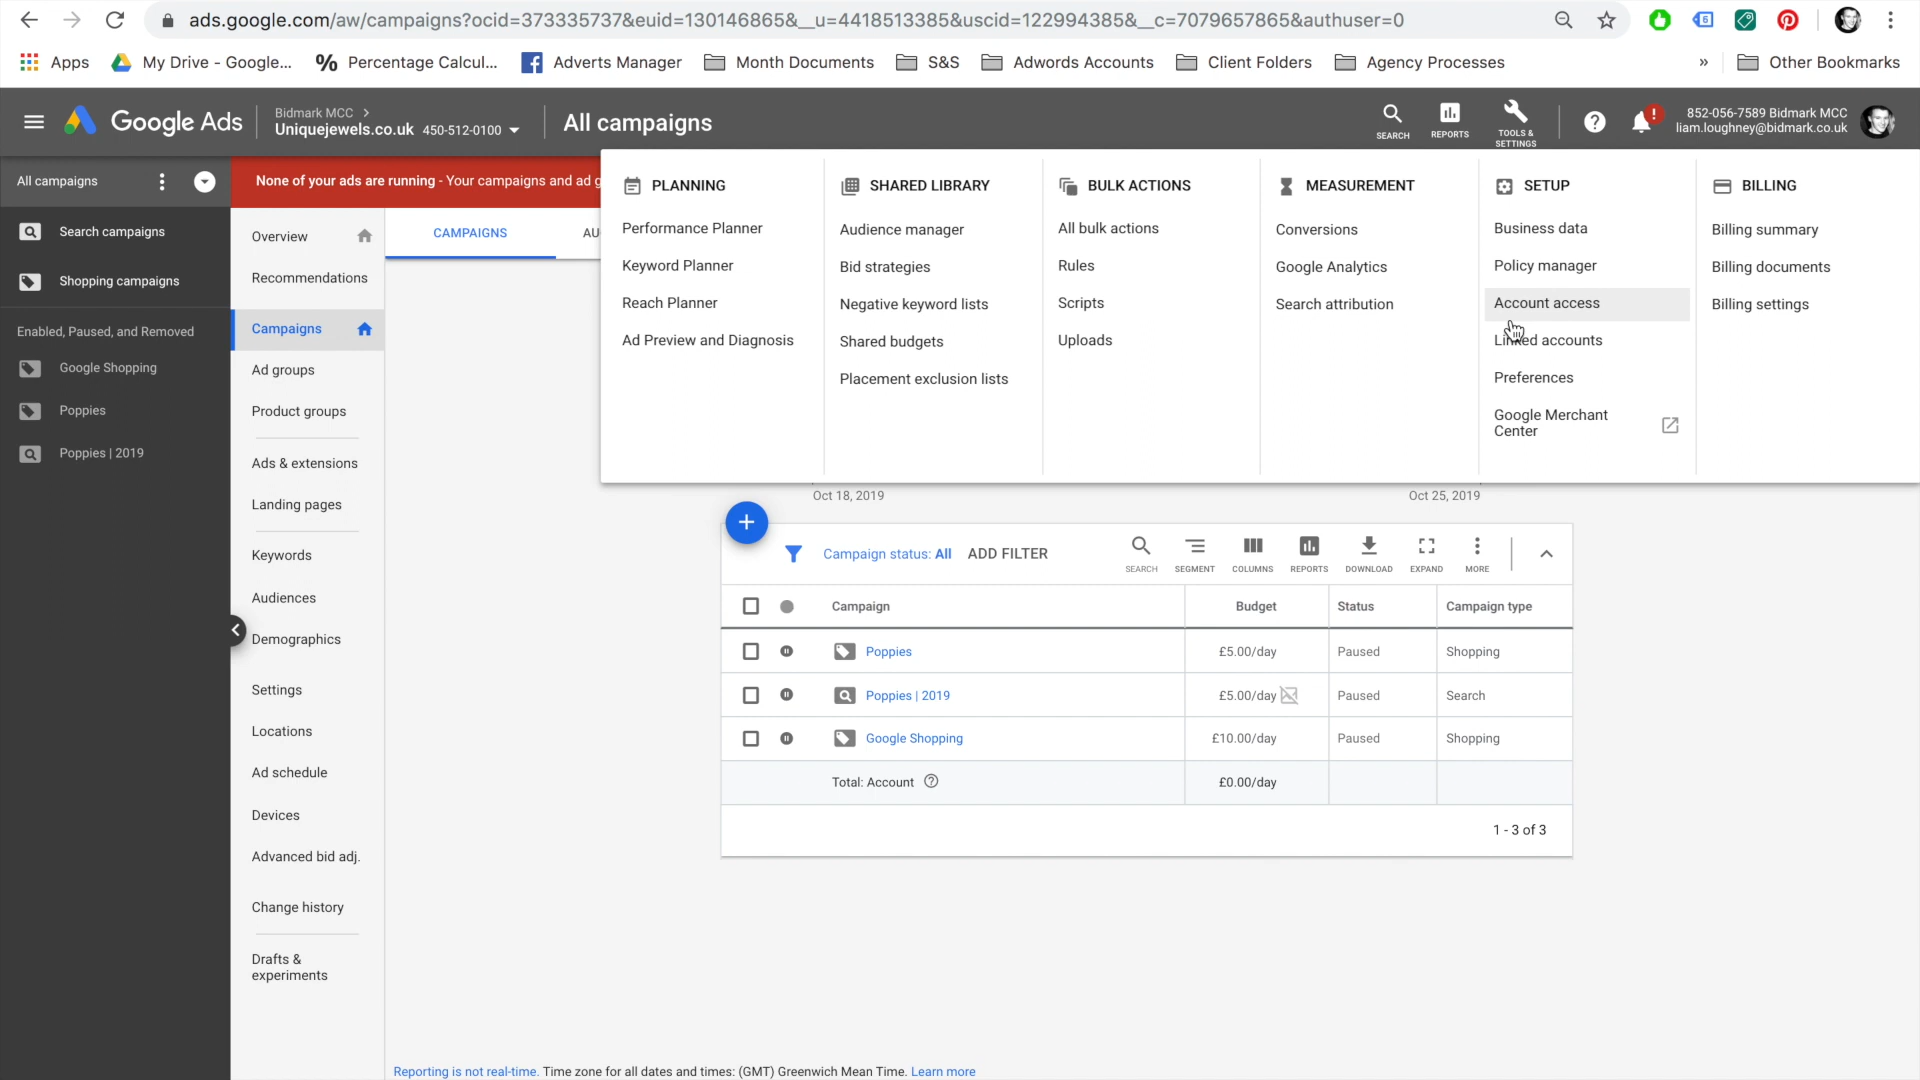 ads.google.com/aw/campaigns?ocid=373335737&euid=130146865&__u=4418513385&uscid=122994385&__c=7079657865&authuser=0
6
Apps
My Drive - Google...
% Percentage Calcul...
Adverts Manager
Month Documents
S&S
Adwords Accounts
Client Folders
Agency Processes
»
Other Bookmarks
Google Ads
Bidmark MCC >
Uniquejewels.co.uk 450-512-0100
All campaigns
SEARCH
REPORTS
TOOLS &
SETTINGS
?
!
852-056-7589 Bidmark MCC
liam.loughney@bidmark.co.uk
All campaigns
Search campaigns
Shopping campaigns
Enabled, Paused, and Removed
Google Shopping
Poppies
Poppies | 2019
None of your ads are running - Your campaigns and ad g
Overview
Recommendations
Campaigns
Ad groups
Product groups
Ads & extensions
Landing pages
Keywords
Audiences
Demographics
Settings
Locations
Ad schedule
Devices
Advanced bid adj.
Change history
Drafts &
experiments
CAMPAIGNS
AU
PLANNING
Performance Planner
Keyword Planner
Reach Planner
Ad Preview and Diagnosis
SHARED LIBRARY
Audience manager
Bid strategies
Negative keyword lists
Shared budgets
Placement exclusion lists
BULK ACTIONS
All bulk actions
Rules
Scripts
Uploads
MEASUREMENT
Conversions
Google Analytics
Search attribution
SETUP
Business data
Policy manager
Account access
Linked accounts
Preferences
Google Merchant
Center
BILLING
Billing summary
Billing documents
Billing settings
Oct 18, 2019
Oct 25, 2019
+
Campaign status: All
ADD FILTER
SEARCH
SEGMENT
COLUMNS
REPORTS
DOWNLOAD
EXPAND
MORE
Campaign Budget Status Campaign type
Poppies £5.00/day Paused Shopping
Poppies | 2019 £5.00/day Paused Search
Google Shopping £10.00/day Paused Shopping
Total: Account ? £0.00/day
1 - 3 of 3
Reporting is not real-time. Time zone for all dates and times: (GMT) Greenwich Mean Time. Learn more